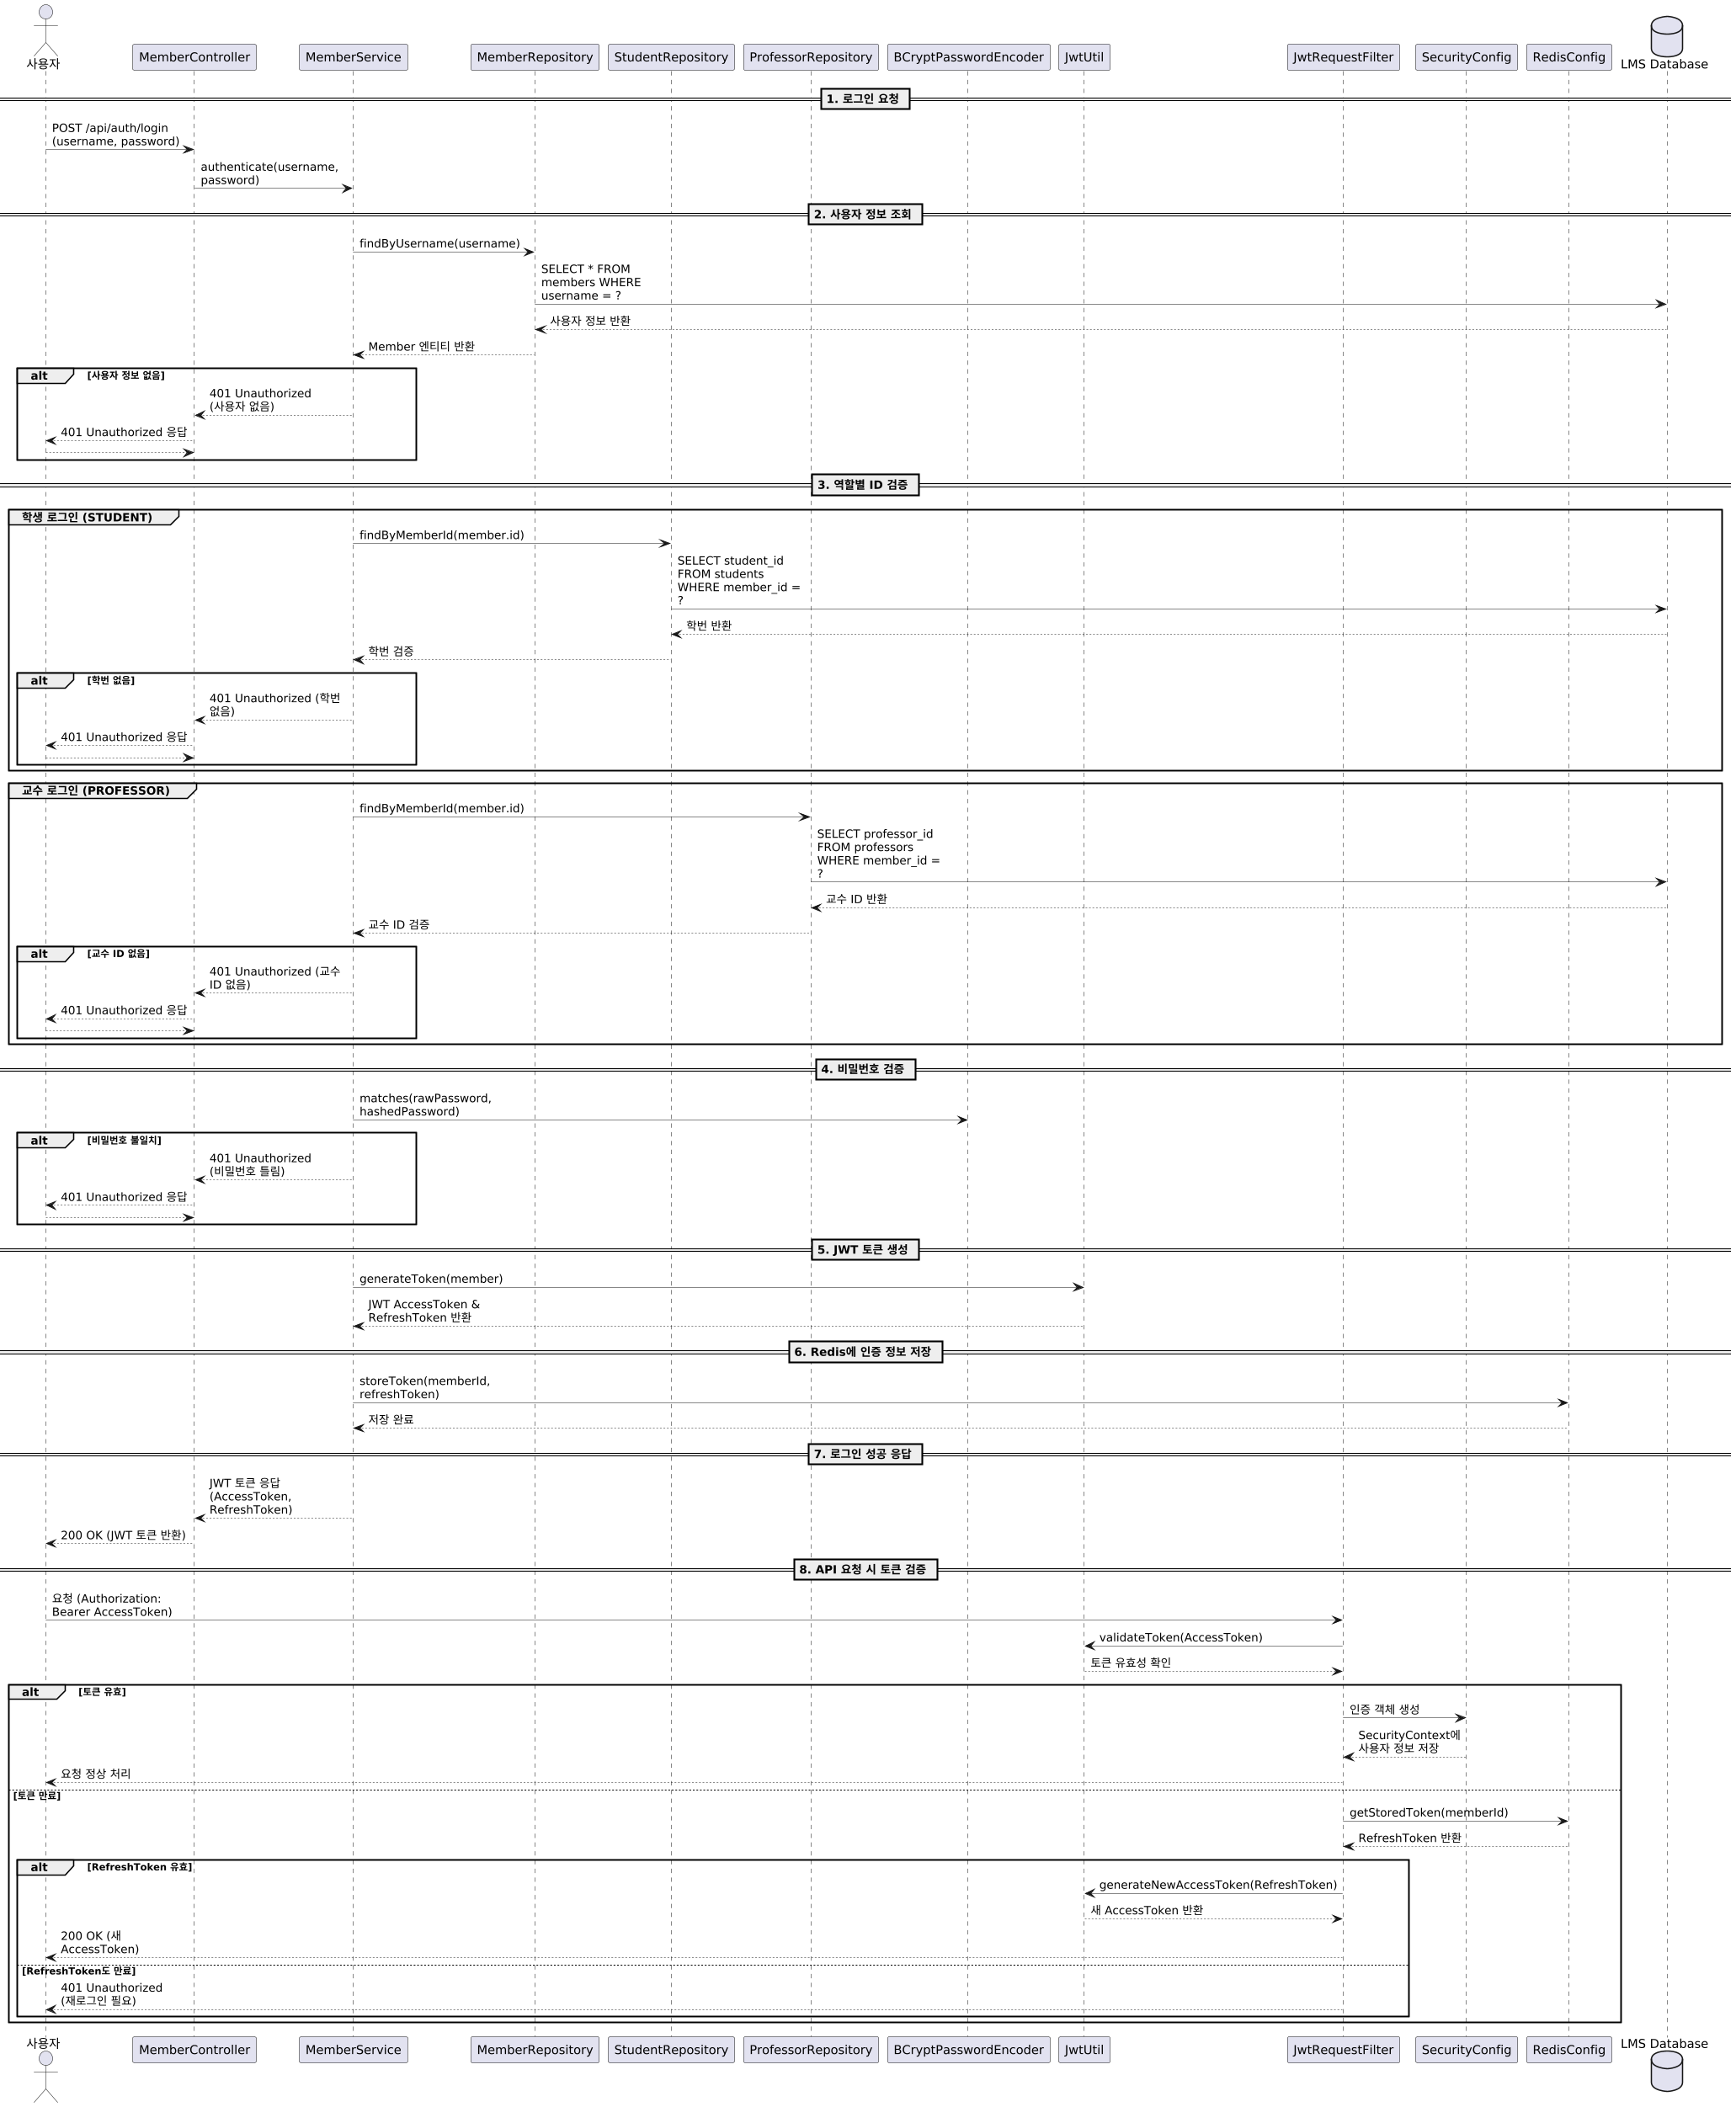 사용자
MemberController
MemberService
MemberRepository
StudentRepository
ProfessorRepository
BCryptPasswordEncoder
JwtUtil
JwtRequestFilter
SecurityConfig
RedisConfig
LMS Database
1. 로그인 요청
POST /api/auth/login
(username, password)
authenticate(username,
password)
2. 사용자 정보 조회
findByUsername(username)
SELECT * FROM
members WHERE
username = ?
사용자 정보 반환
Member 엔티티 반환
alt [사용자 정보 없음]
401 Unauthorized
(사용자 없음)
401 Unauthorized 응답
3. 역할별 ID 검증
학생 로그인 (STUDENT)
findByMemberId(member.id)
SELECT student_id
FROM students
WHERE member_id =
?
학번 반환
학번 검증
alt [학번 없음]
401 Unauthorized (학번
없음)
401 Unauthorized 응답
교수 로그인 (PROFESSOR)
findByMemberId(member.id)
SELECT professor_id
FROM professors
WHERE member_id =
?
교수 ID 반환
교수 ID 검증
alt [교수 ID 없음]
401 Unauthorized (교수
ID 없음)
401 Unauthorized 응답
4. 비밀번호 검증
matches(rawPassword,
hashedPassword)
alt [비밀번호 불일치]
401 Unauthorized
(비밀번호 틀림)
401 Unauthorized 응답
5. JWT 토큰 생성
generateToken(member)
JWT AccessToken &
RefreshToken 반환
6. Redis에 인증 정보 저장
storeToken(memberId,
refreshToken)
저장 완료
7. 로그인 성공 응답
JWT 토큰 응답
(AccessToken,
RefreshToken)
200 OK (JWT 토큰 반환)
8. API 요청 시 토큰 검증
요청 (Authorization:
Bearer AccessToken)
validateToken(AccessToken)
토큰 유효성 확인
alt [토큰 유효]
인증 객체 생성
SecurityContext에
사용자 정보 저장
요청 정상 처리
[토큰 만료]
getStoredToken(memberId)
RefreshToken 반환
alt [RefreshToken 유효]
generateNewAccessToken(RefreshToken)
새 AccessToken 반환
200 OK (새
AccessToken)
[RefreshToken도 만료]
401 Unauthorized
(재로그인 필요)
사용자
MemberController
MemberService
MemberRepository
StudentRepository
ProfessorRepository
BCryptPasswordEncoder
JwtUtil
JwtRequestFilter
SecurityConfig
RedisConfig
LMS Database